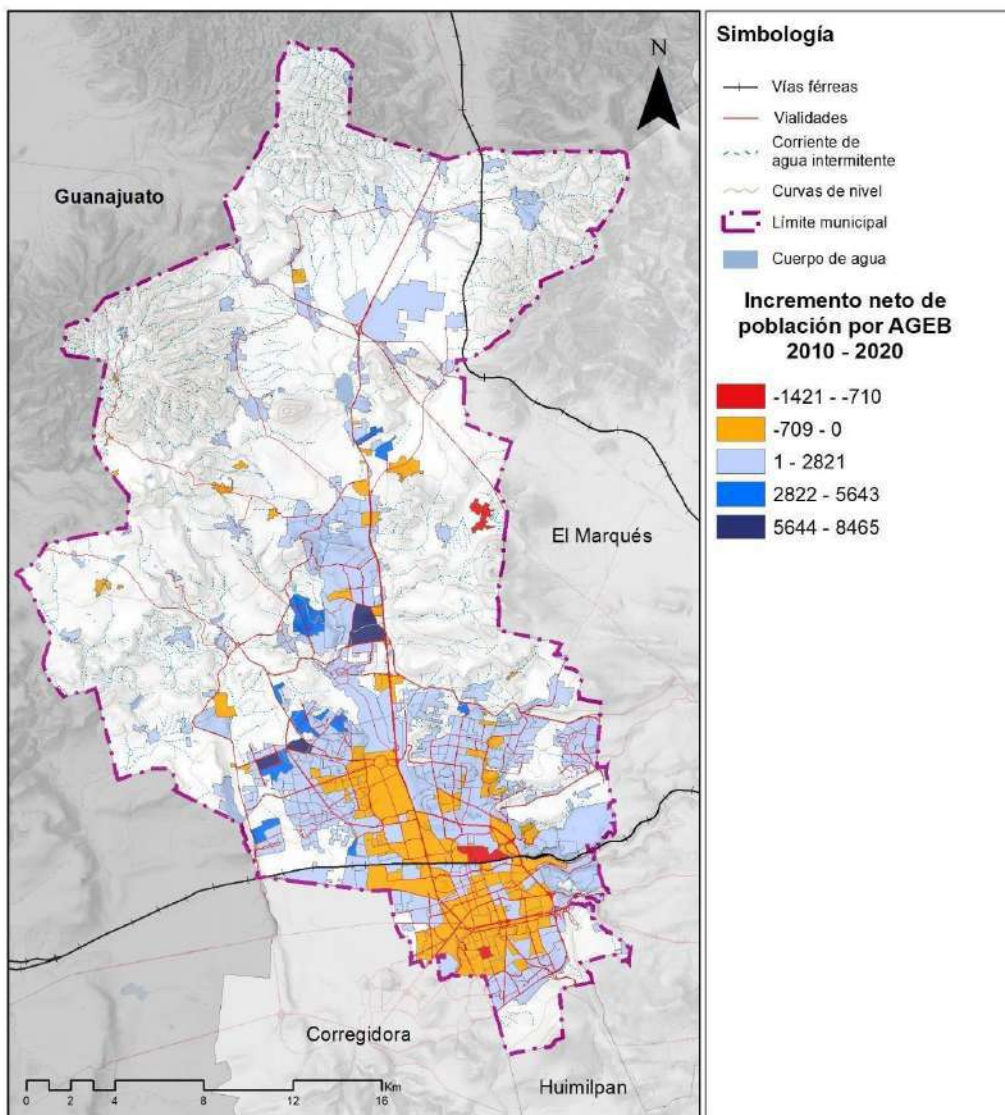 N
Guanajuato
El Marqués
Corregidora
Huimilpan
0 2 4 8 12 16
Km
Simbología
Vías férreas
Vialidades
Corriente de
agua intermitente
Curvas de nivel
Límite municipal
Cuerpo de agua
Incremento neto de
población por AGEB
2010 - 2020
-1421 - -710
-709 - 0
1 - 2821
2822 - 5643
5644 - 8465